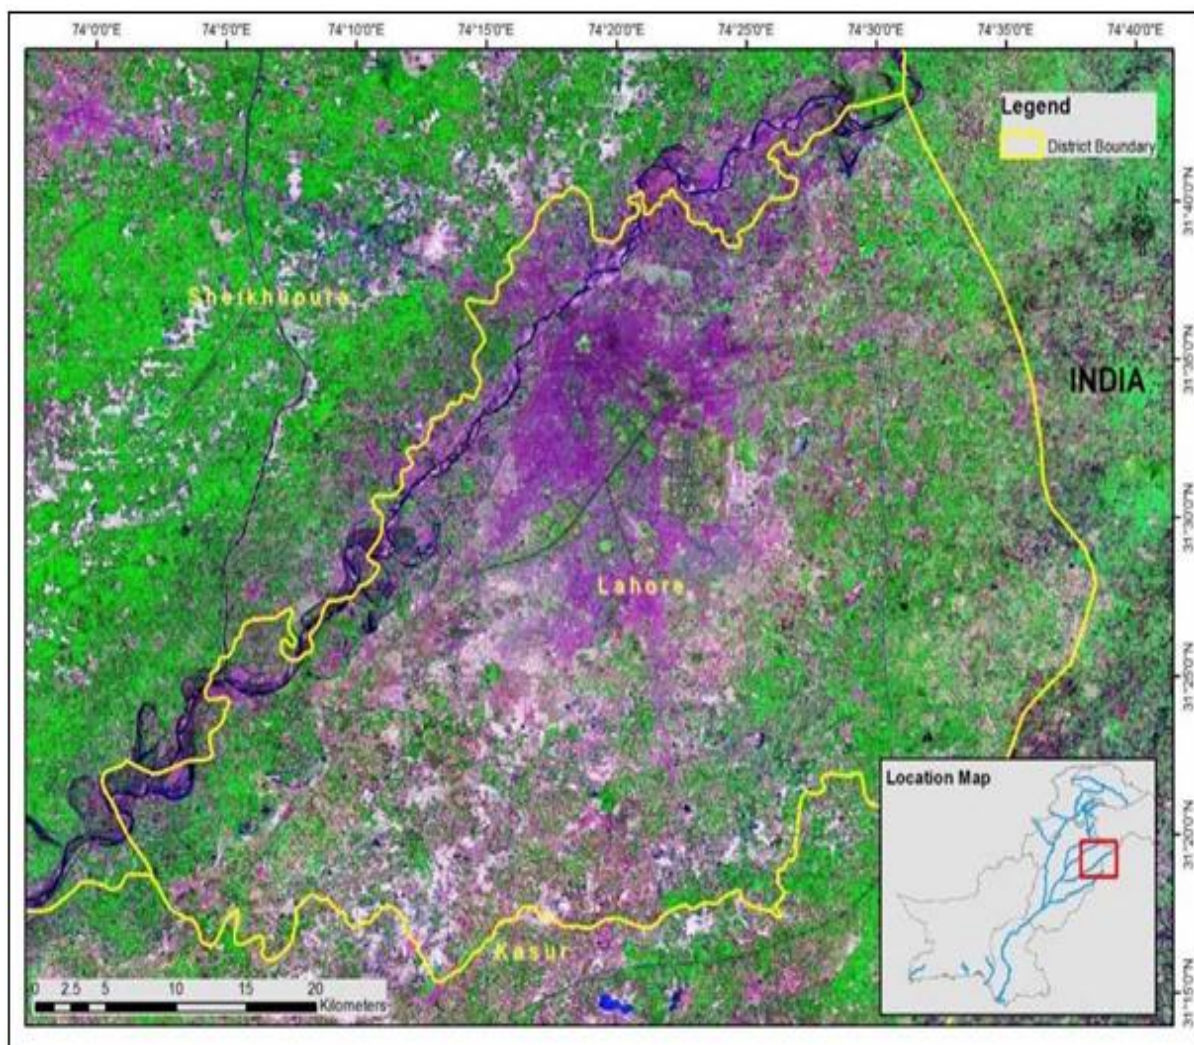 74°0'0"E 74°5'0"E 74°10'0"E 74°15'0"E 74°20'0"E 74°25'0"E 74°30'0"E 74°35'0"E 74°40'0"E
Legend
District Boundary
31°40'0"N
Sheikhupura
31°35'0"N
INDIA
31°30'0"N
Lahore
31°25'0"N
Location Map
31°20'0"N
Kasur
31°15'0"N
0 2.5 5 10 15 20
Kilometers